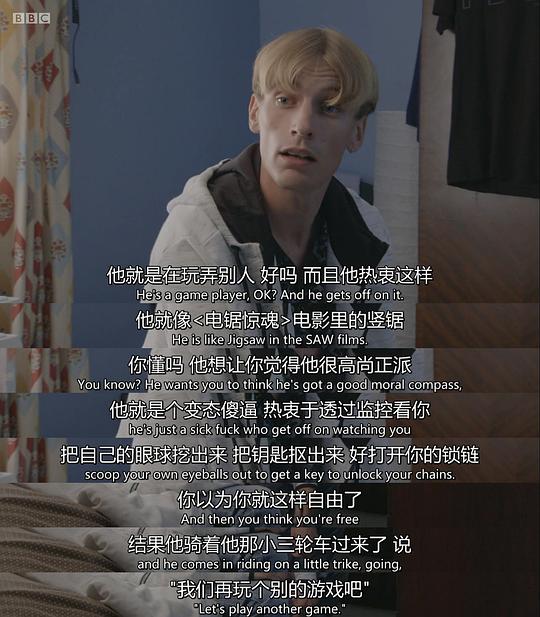 BBC
他就是在玩弄别人 好吗 而且他热衷这样
He's a game player, OK? And he gets off on it.
他就像<电锯惊魂>电影里的竖锯
He is like Jigsaw in the SAW films.
你懂吗 他想让你觉得他很高尚正派
You know? He wants you to think he's got a good moral compass,
他就是个变态傻逼 热衷于透过监控看你
he's just a sick fuck who get off on watching you
把自己的眼球挖出来 把钥匙抠出来 好打开你的锁链
scoop your own eyeballs out to get a key to unlock your chains.
你以为你就这样自由了
And then you think you're free
结果他骑着他那小三轮车过来了 说
and he comes in riding on a little trike, going,
"我们再玩个别的游戏吧"
"Let's play another game."